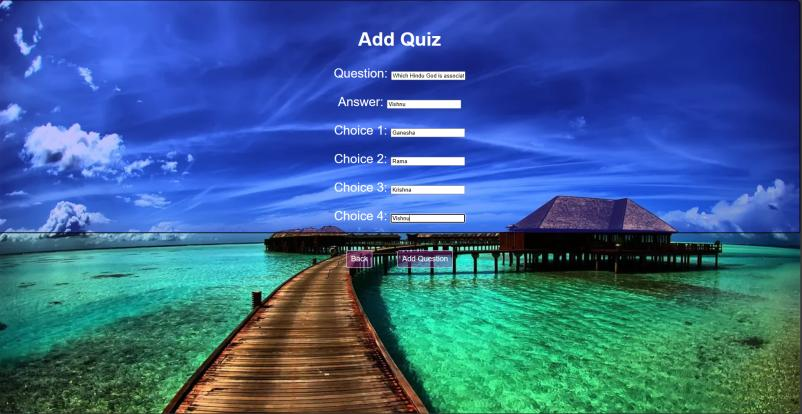 Add Quiz
Question: Which Hindu God is associat
Answer: Vishnu
Choice 1: Ganesha
Choice 2: Rama
Choice 3: Krishna
Choice 4: Vishnu
Back Add Question